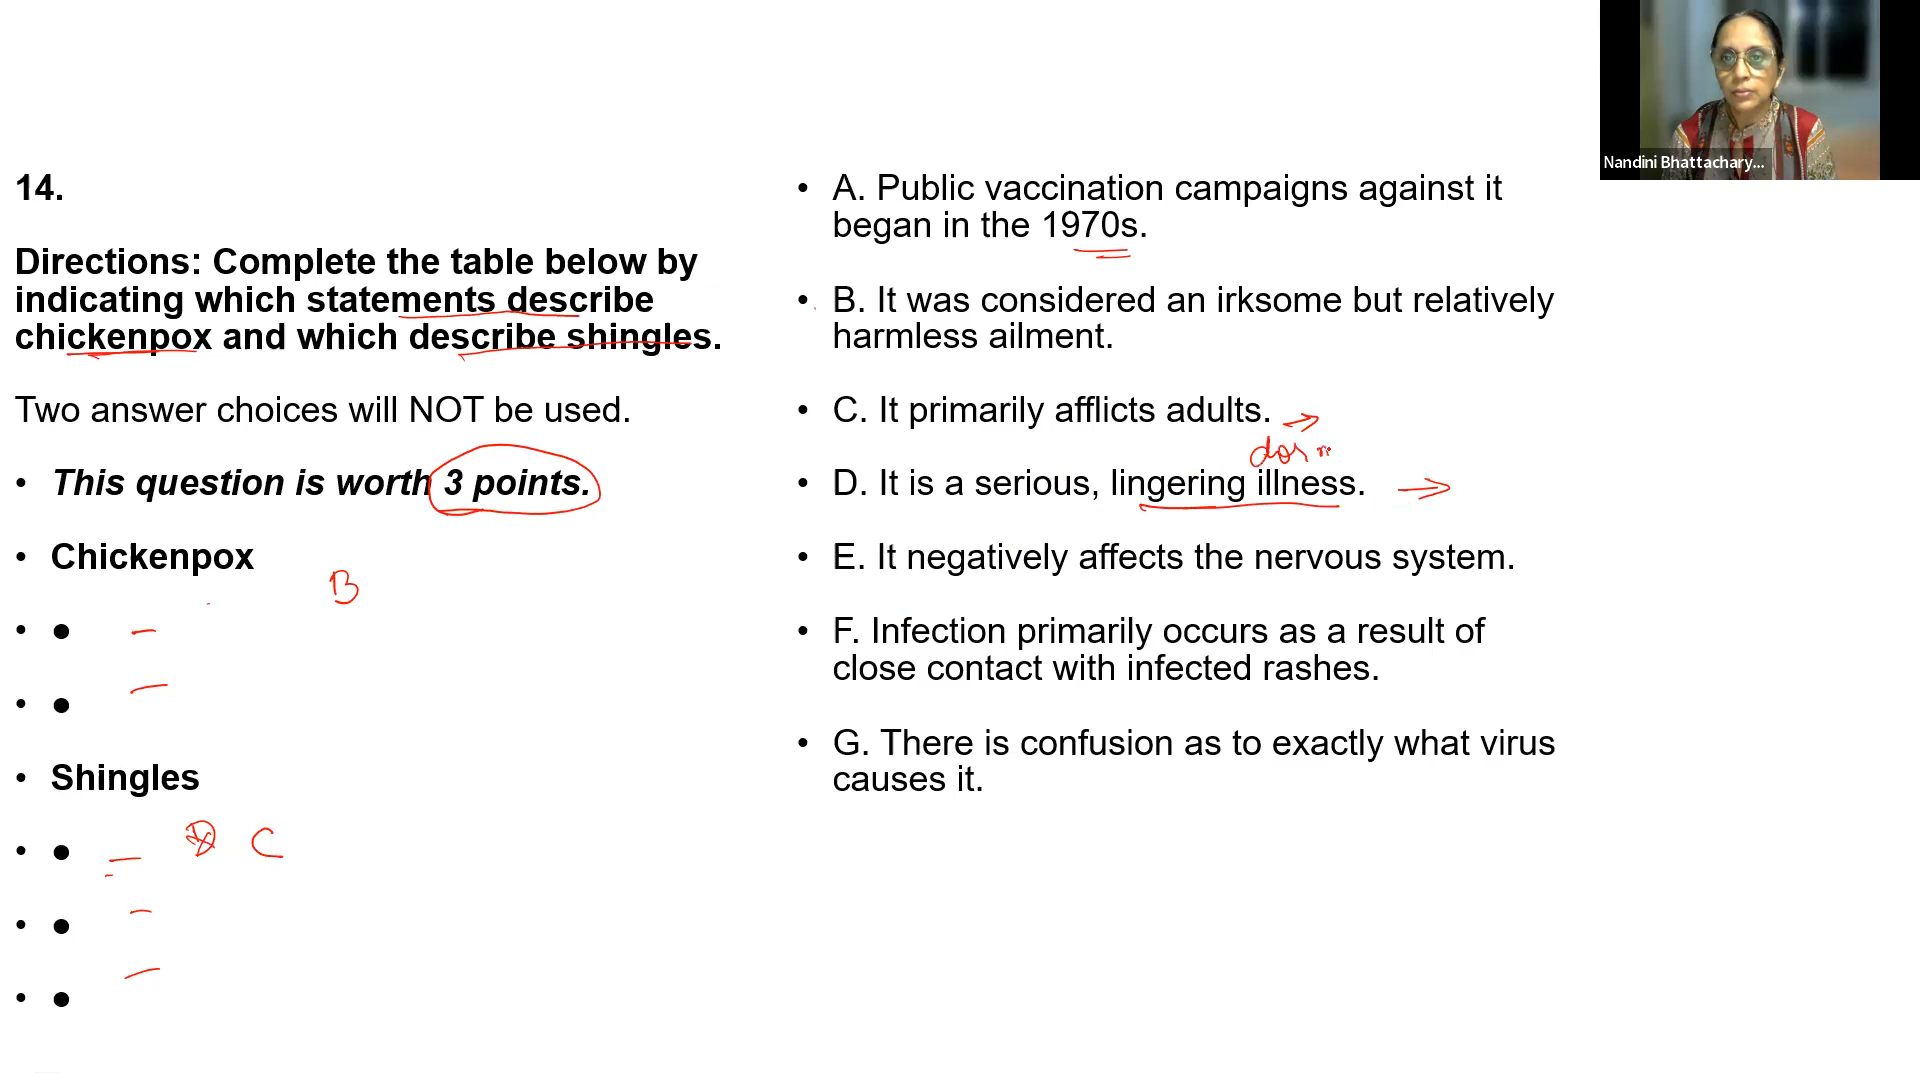 14.
Directions: Complete the table below by
indicating which statements describe
chickenpox and which describe shingles.
Two answer choices will NOT be used.
• This question is worth 3 points.
• Chickenpox
B
• ●
• ●
• Shingles
C
• ●
• ●
• ●
• A. Public vaccination campaigns against it
began in the 1970s.
• B. It was considered an irksome but relatively
harmless ailment.
• C. It primarily afflicts adults.
• D. It is a serious, lingering illness.
• E. It negatively affects the nervous system.
• F. Infection primarily occurs as a result of
close contact with infected rashes.
• G. There is confusion as to exactly what virus
causes it.
Nandini Bhattachary...